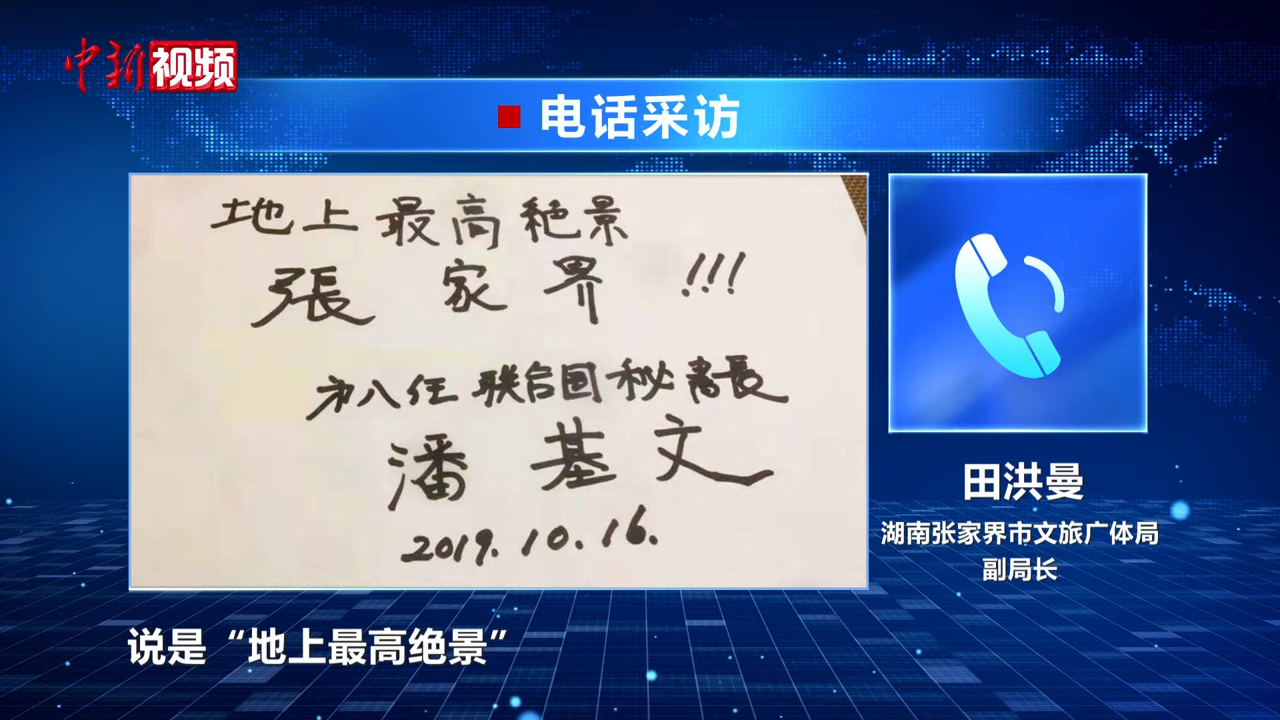 中新视频
电话采访
地上最高绝景
張家界!!!
第八任联合国秘書長
潘基文
2019.10.16.
田洪曼
湖南张家界市文旅广体局
副局长
说是“地上最高绝景”